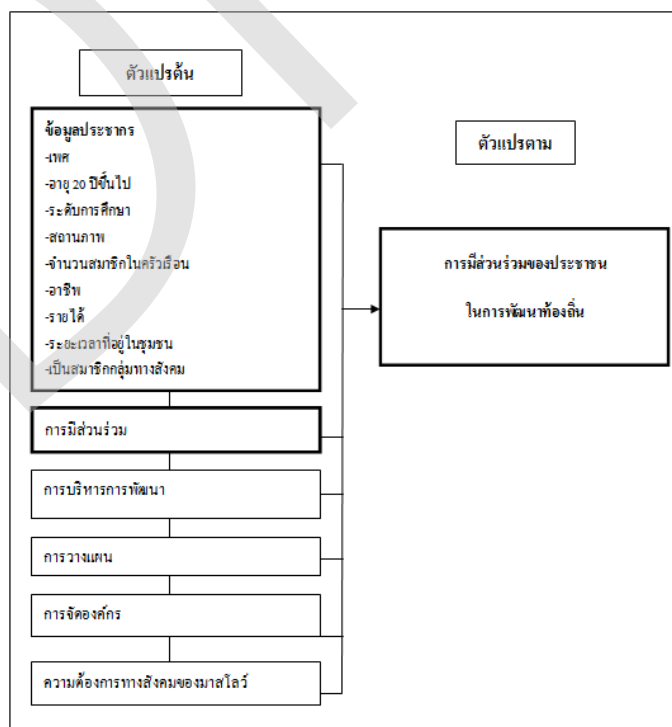 ตัวแปรต้น
ข้อมูลประชากร
-เพศ
-อายุ 20 ปีขึ้นไป
-ระดับการศึกษา
-สถานภาพ
-จำนวนสมาชิกในครัวเรือน
-อาชีพ
-รายได้
-ระยะเวลาที่อยู่ในชุมชน
-เป็นสมาชิกกลุ่มทางสังคม
การมีส่วนร่วม
การบริหารการพัฒนา
การวางแผน
การจัดองค์กร
ความต้องการทางสังคมของมาสโลว์
ตัวแปรตาม
การมีส่วนร่วมของประชาชน
ในการพัฒนาท้องถิ่น